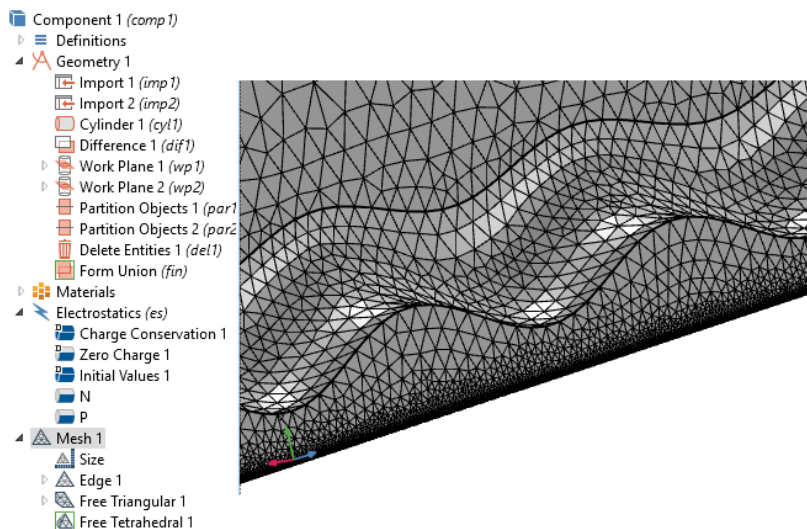 Component 1 (comp1)
Definitions
Geometry 1
Import 1 (imp1)
Import 2 (imp2)
Cylinder 1 (cyl1)
Difference 1 (dif1)
Work Plane 1 (wp1)
Work Plane 2 (wp2)
Partition Objects 1 (par1
Partition Objects 2 (par2
Delete Entities 1 (del1)
Form Union (fin)
Materials
Electrostatics (es)
Charge Conservation 1
Zero Charge 1
Initial Values 1
N
P
Mesh 1
Size
Edge 1
Free Triangular 1
Free Tetrahedral 1